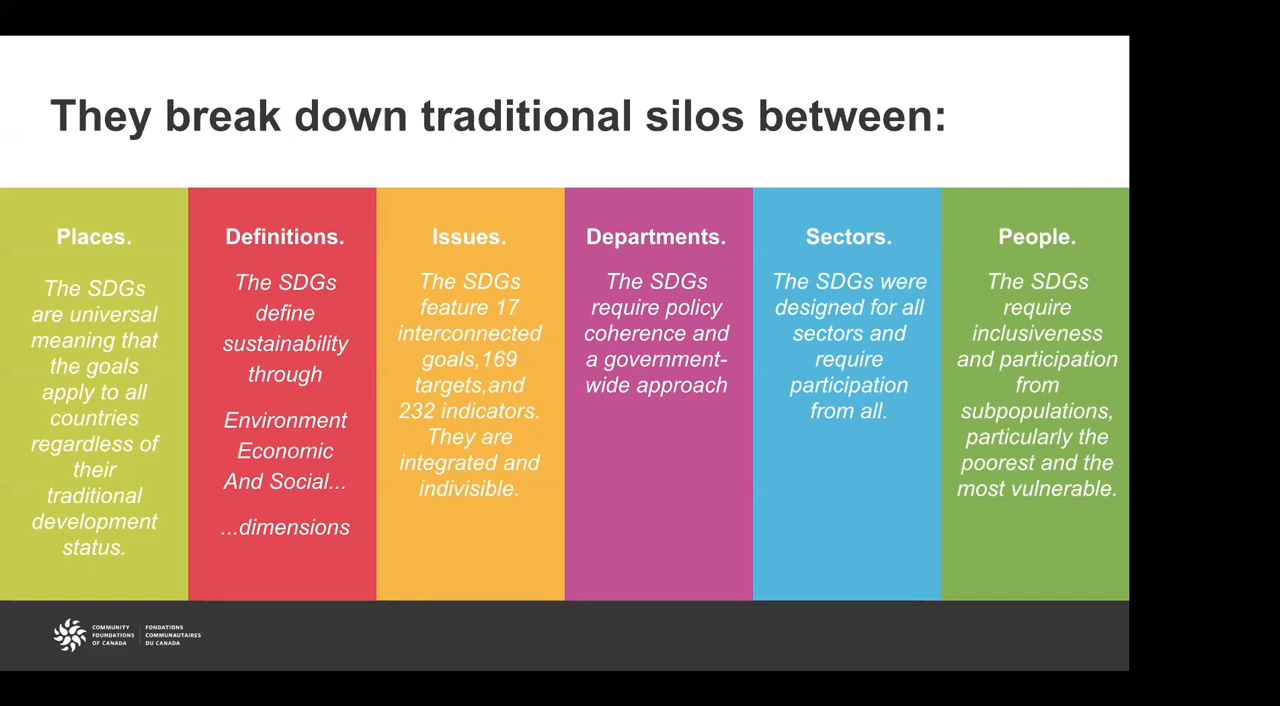 They break down traditional silos between:
Places.
The SDGs
are universal
meaning that
the goals
apply to all
countries
regardless of
their
traditional
development
status.
Definitions.
The SDGs
define
sustainability
through
Environment
Economic
And Social...
...dimensions
Issues.
The SDGs
feature 17
interconnected
goals,169
targets,and
232 indicators.
They are
integrated and
indivisible.
Departments.
The SDGs
require policy
coherence and
a government-
wide approach
Sectors.
The SDGs were
designed for all
sectors and
require
participation
from all.
People.
The SDGs
require
inclusiveness
and participation
from
subpopulations,
particularly the
poorest and the
most vulnerable.
COMMUNITY
FOUNDATIONS
OF CANADA
FONDATIONS
COMMUNAUTAIRES
DU CANADA